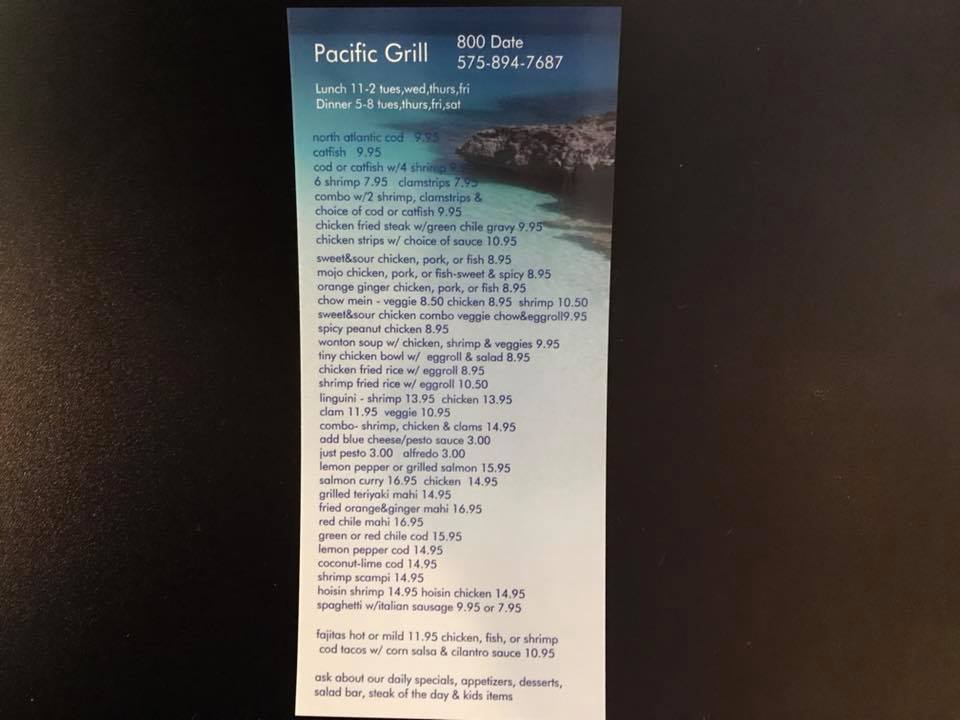 Pacific Grill
800 Date
575-894-7687
Lunch 11-2 tues,wed,thurs,fri
Dinner 5-8 tues,thurs,fri,sat
north atlantic cod 9.95
catfish 9.95
cod or catfish w/4 shrimp
6 shrimp 7.95 clamstrips 7.95
combo w/2 shrimp, clamstrips &
choice of cod or catfish 9.95
chicken fried steak w/green chile gravy 9.95
chicken strips w/ choice of sauce 10.95
sweet&sour chicken, pork, or fish 8.95
mojo chicken, pork, or fish-sweet & spicy 8.95
orange ginger chicken, pork, or fish 8.95
chow mein - veggie 8.50 chicken 8.95 shrimp 10.50
sweet&sour chicken combo veggie chow&eggroll9.95
spicy peanut chicken 8.95
wonton soup w/ chicken, shrimp & veggies 9.95
tiny chicken bowl w/ eggroll & salad 8.95
chicken fried rice w/ eggroll 8.95
shrimp fried rice w/ eggroll 10.50
linguini - shrimp 13.95 chicken 13.95
clam 11.95 veggie 10.95
combo- shrimp, chicken & clams 14.95
add blue cheese/pesto sauce 3.00
just pesto 3.00 alfredo 3.00
lemon pepper or grilled salmon 15.95
salmon curry 16.95 chicken 14.95
grilled teriyaki mahi 14.95
fried orange&ginger mahi 16.95
red chile mahi 16.95
green or red chile cod 15.95
lemon pepper cod 14.95
coconut-lime cod 14.95
shrimp scampi 14.95
hoisin shrimp 14.95 hoisin chicken 14.95
spaghetti w/italian sausage 9.95 or 7.95
fajitas hot or mild 11.95 chicken, fish, or shrimp
cod tacos w/ corn salsa & cilantro sauce 10.95
ask about our daily specials, appetizers, desserts,
salad bar, steak of the day & kids items